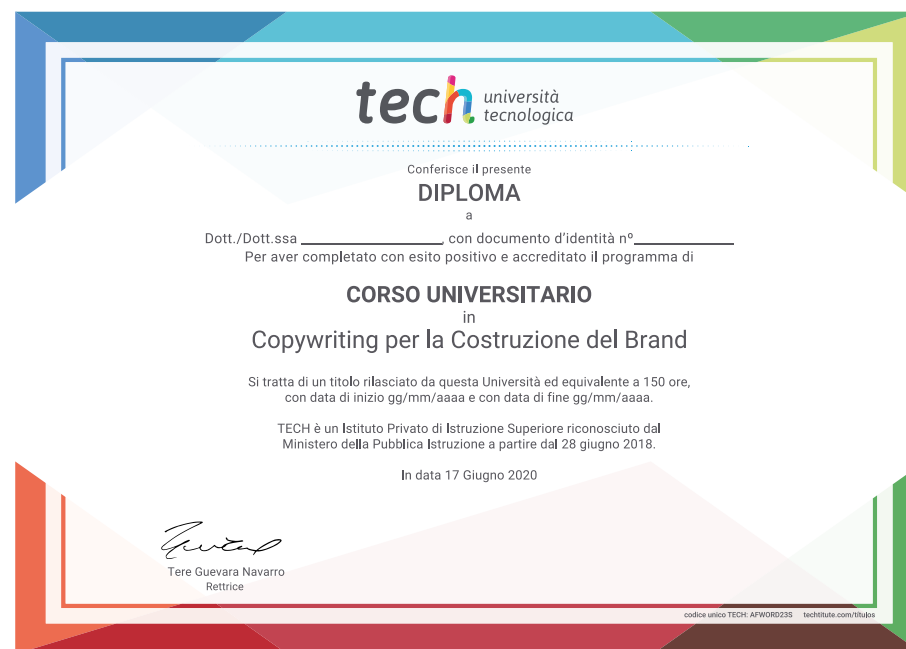 tech università
tecnologica
Conferisce il presente
DIPLOMA
a
Dott./Dott.ssa ____________________, con documento d'identità nº______________
Per aver completato con esito positivo e accreditato il programma di
CORSO UNIVERSITARIO
in
Copywriting per la Costruzione del Brand
Si tratta di un titolo rilasciato da questa Università ed equivalente a 150 ore,
con data di inizio gg/mm/aaaa e con data di fine gg/mm/aaaa.
TECH è un Istituto Privato di Istruzione Superiore riconosciuto dal
Ministero della Pubblica Istruzione a partire dal 28 giugno 2018.
In data 17 Giugno 2020
Tere Guevara Navarro
Rettrice
codice unico TECH: AFWORD23S techtitute.com/títulos